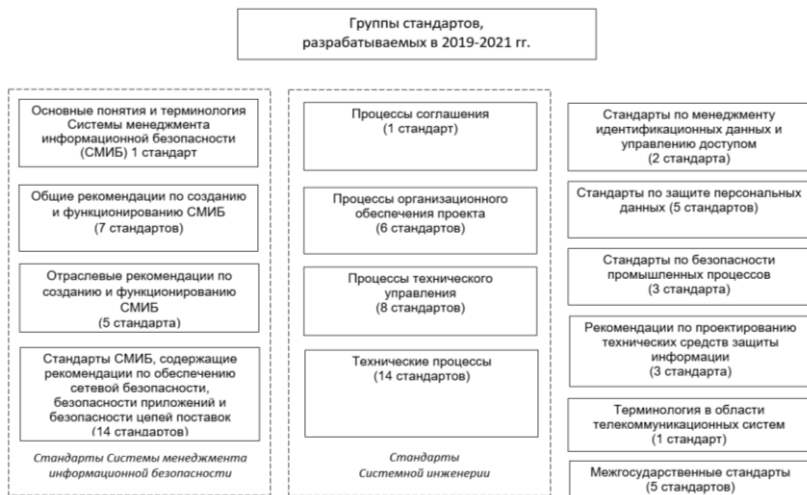 Группы стандартов,
разрабатываемых в 2019-2021 гг.
Основные понятия и терминология
Системы менеджмента
информационной безопасности
(СМИБ) 1 стандарт
Общие рекомендации по созданию
и функционированию СМИБ
(7 стандартов)
Отраслевые рекомендации по
созданию и функционированию
СМИБ
(5 стандарта)
Стандарты СМИБ, содержащие
рекомендации по обеспечению
сетевой безопасности,
безопасности приложений и
безопасности цепей поставок
(14 стандартов)
Стандарты Системы менеджмента
информационной безопасности
Процессы соглашения
(1 стандарт)
Процессы организационного
обеспечения проекта
(6 стандартов)
Процессы технического
управления
(8 стандартов)
Технические процессы
(14 стандартов)
Стандарты
Системной инженерии
Стандарты по менеджменту
идентификационных данных и
управлению доступом
(2 стандарта)
Стандарты по защите персональных
данных (5 стандартов)
Стандарты по безопасности
промышленных процессов
(3 стандарта)
Рекомендации по проектированию
технических средств защиты
информации
(3 стандарта)
Терминология в области
телекоммуникационных систем
(1 стандарт)
Межгосударственные стандарты
(5 стандартов)